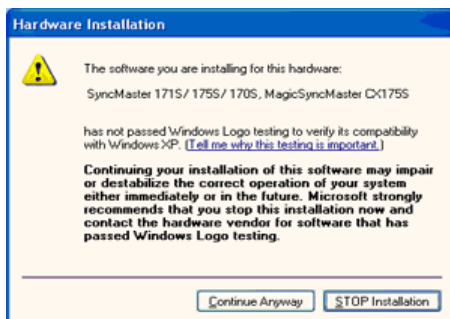 Hardware Installation
The software you are installing for this hardware:
SyncMaster 171S/ 175S/ 170S, MagicSyncMaster CX175S
has not passed Windows Logo testing to verify its compatibility
with Windows XP. (Tell me why this testing is important.)
Continuing your installation of this software may impair
or destabilize the correct operation of your system
either immediately or in the future. Microsoft strongly
recommends that you stop this installation now and
contact the hardware vendor for software that has
passed Windows Logo testing.
Continue Anyway STOP Installation